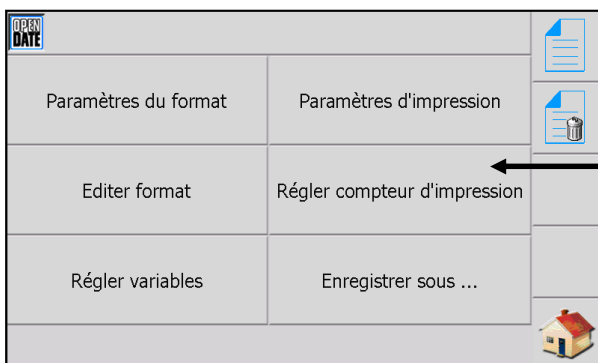 OPEN
DATE
Paramètres du format
Paramètres d'impression
Editer format
Régler compteur d'impression
Régler variables
Enregistrer sous ...